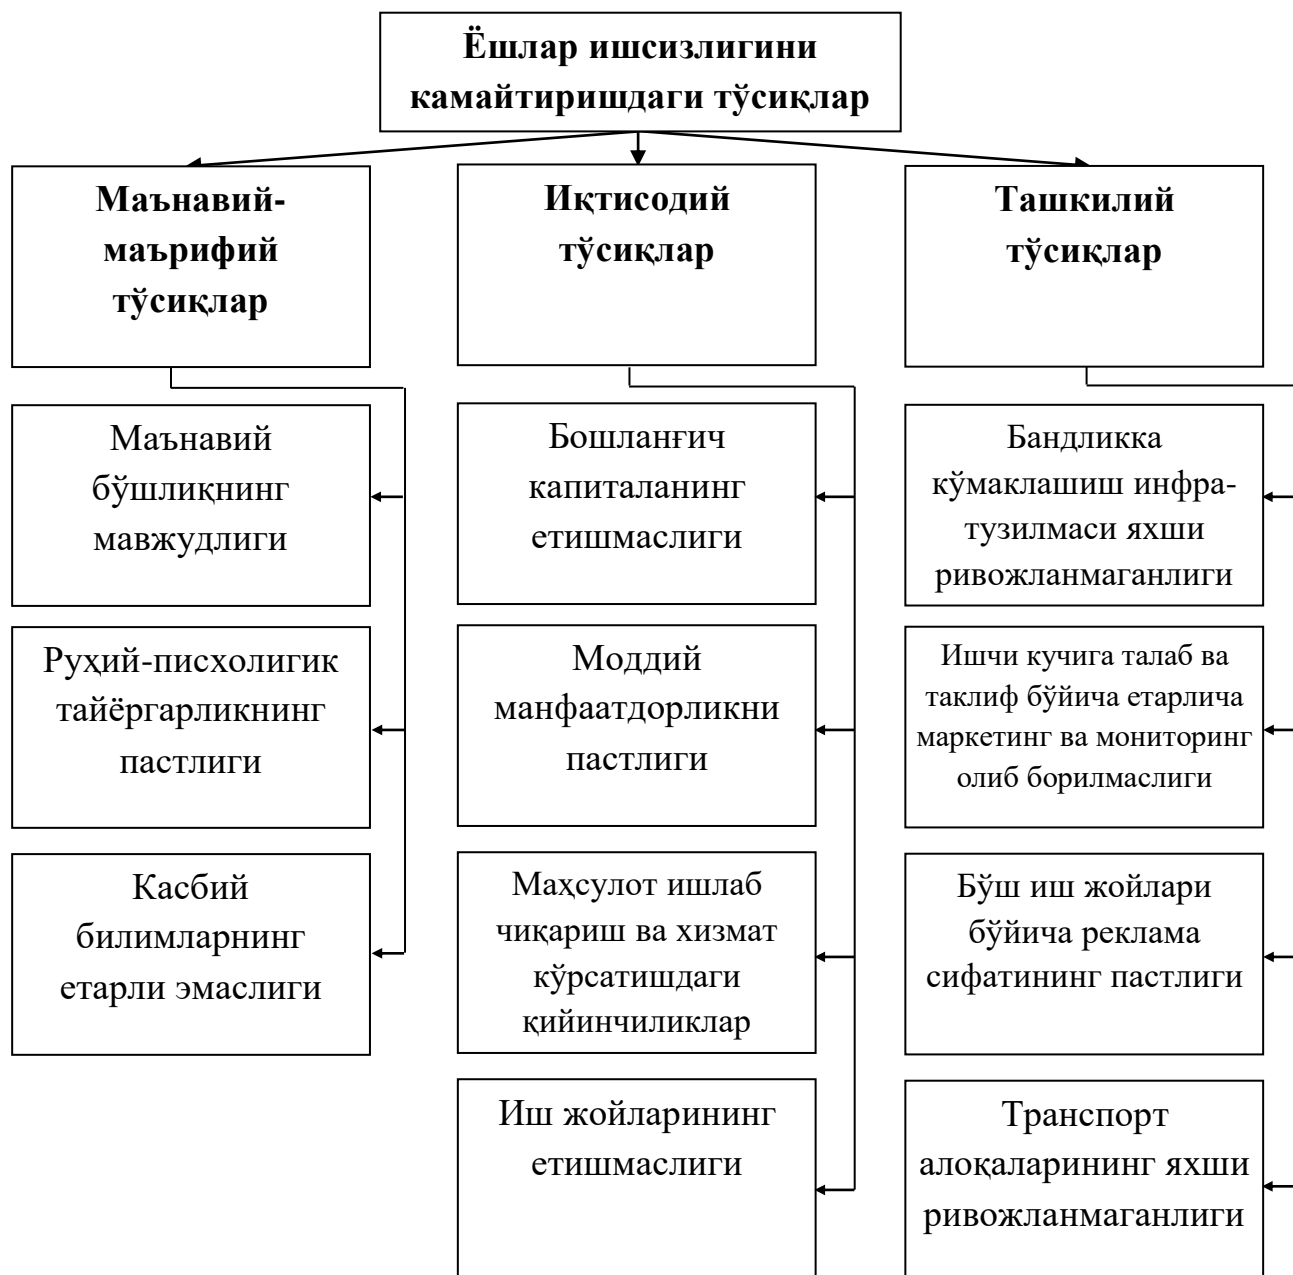 Ёшлар ишсизлигини
камайтиришдаги тўсиқлар
Маънавий-
маърифий
тўсиқлар
Иқтисодий
тўсиқлар
Ташкилий
тўсиқлар
Маънавий
бўшлиқнинг
мавжудлиги
Руҳий-писхолигик
тайёргарликнинг
пастлиги
Касбий
билимларнинг
етарли эмаслиги
Бошланғич
капиталанинг
етишмаслиги
Моддий
манфаатдорликни
пастлиги
Маҳсулот ишлаб
чиқариш ва хизмат
кўрсатишдаги
қийинчиликлар
Иш жойларининг
етишмаслиги
Бандликка
кўмаклашиш инфра-
тузилмаси яхши
ривожланмаганлиги
Ишчи кучига талаб ва
таклиф бўйича етарлича
маркетинг ва мониторинг
олиб борилмаслиги
Бўш иш жойлари
бўйича реклама
сифатининг пастлиги
Транспорт
алоқаларининг яхши
ривожланмаганлиги